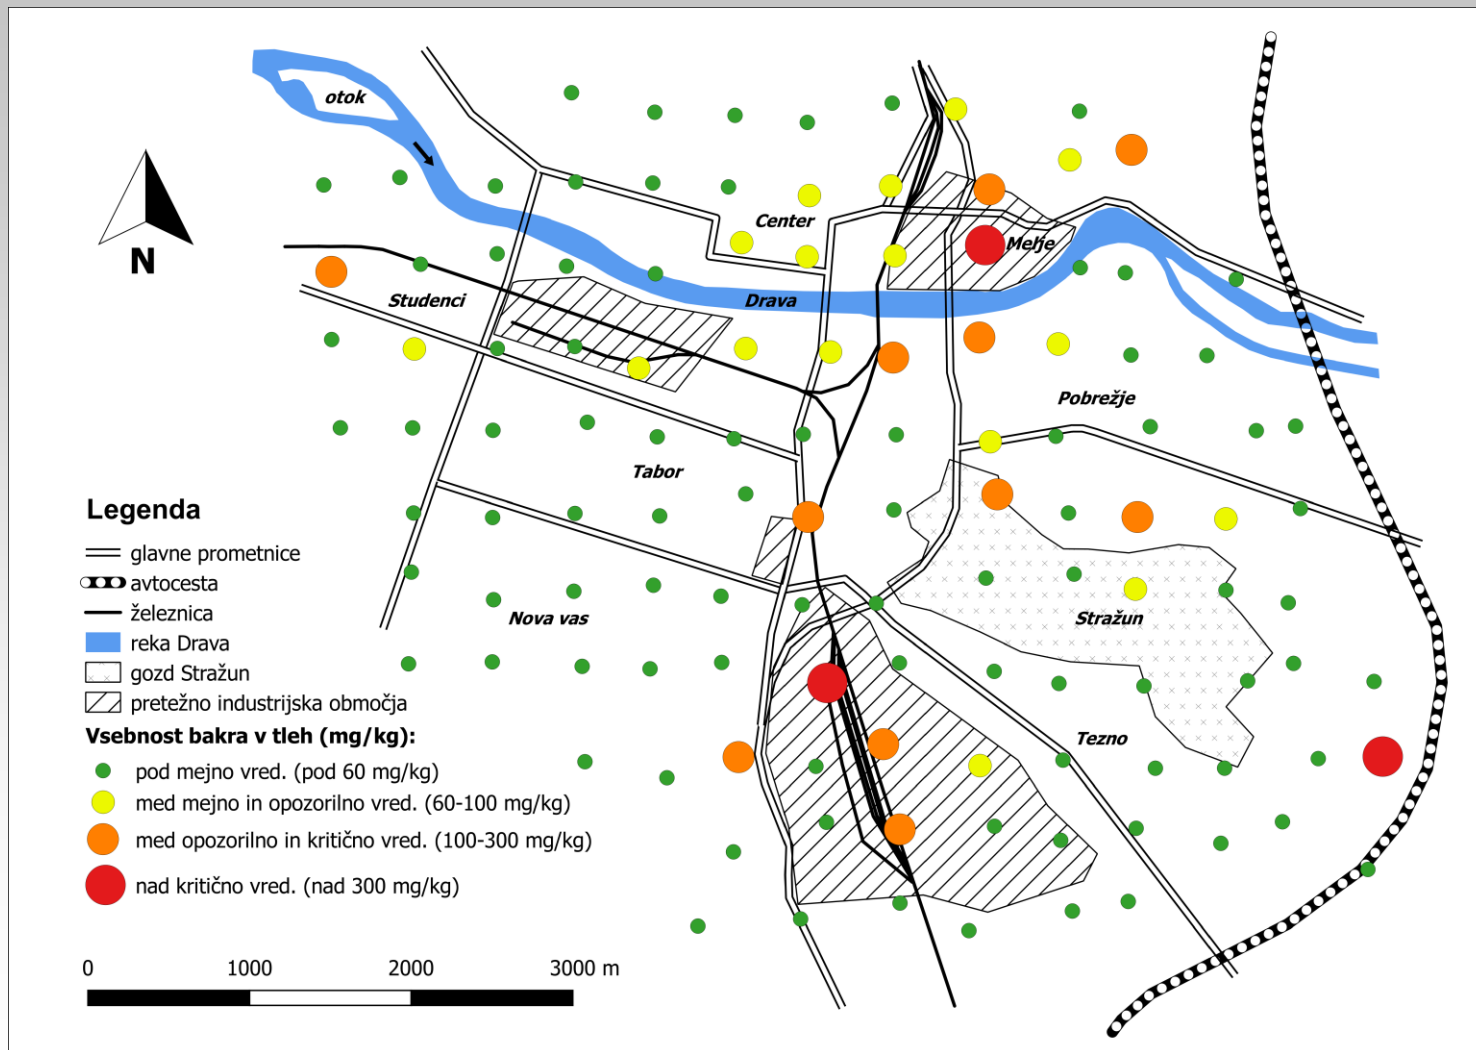 otok
Center
Melje
Studenci
Drava
N
Pobrežje
Tabor
Legenda
glavne prometnice
avtocesta
železnica
reka Drava
gozd Stražun
pretežno industrijska območja
Nova vas
Stražun
Tezno
Vsebnost bakra v tleh (mg/kg):
pod mejno vred. (pod 60 mg/kg)
med mejno in opozorilno vred. (60-100 mg/kg)
med opozorilno in kritično vred. (100-300 mg/kg)
nad kritično vred. (nad 300 mg/kg)
0 1000 2000 3000 m